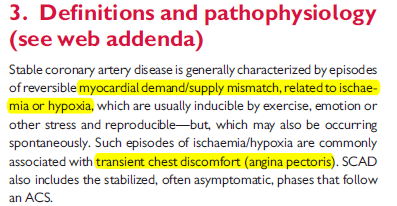 3. Definitions and pathophysiology
(see web addenda)
Stable coronary artery disease is generally characterized by episodes
of reversible myocardial demand/supply mismatch, related to ischae-
mia or hypoxia, which are usually inducible by exercise, emotion or
other stress and reproducible—but, which may also be occurring
spontaneously. Such episodes of ischaemia/hypoxia are commonly
associated with transient chest discomfort (angina pectoris). SCAD
also includes the stabilized, often asymptomatic, phases that follow
an ACS.